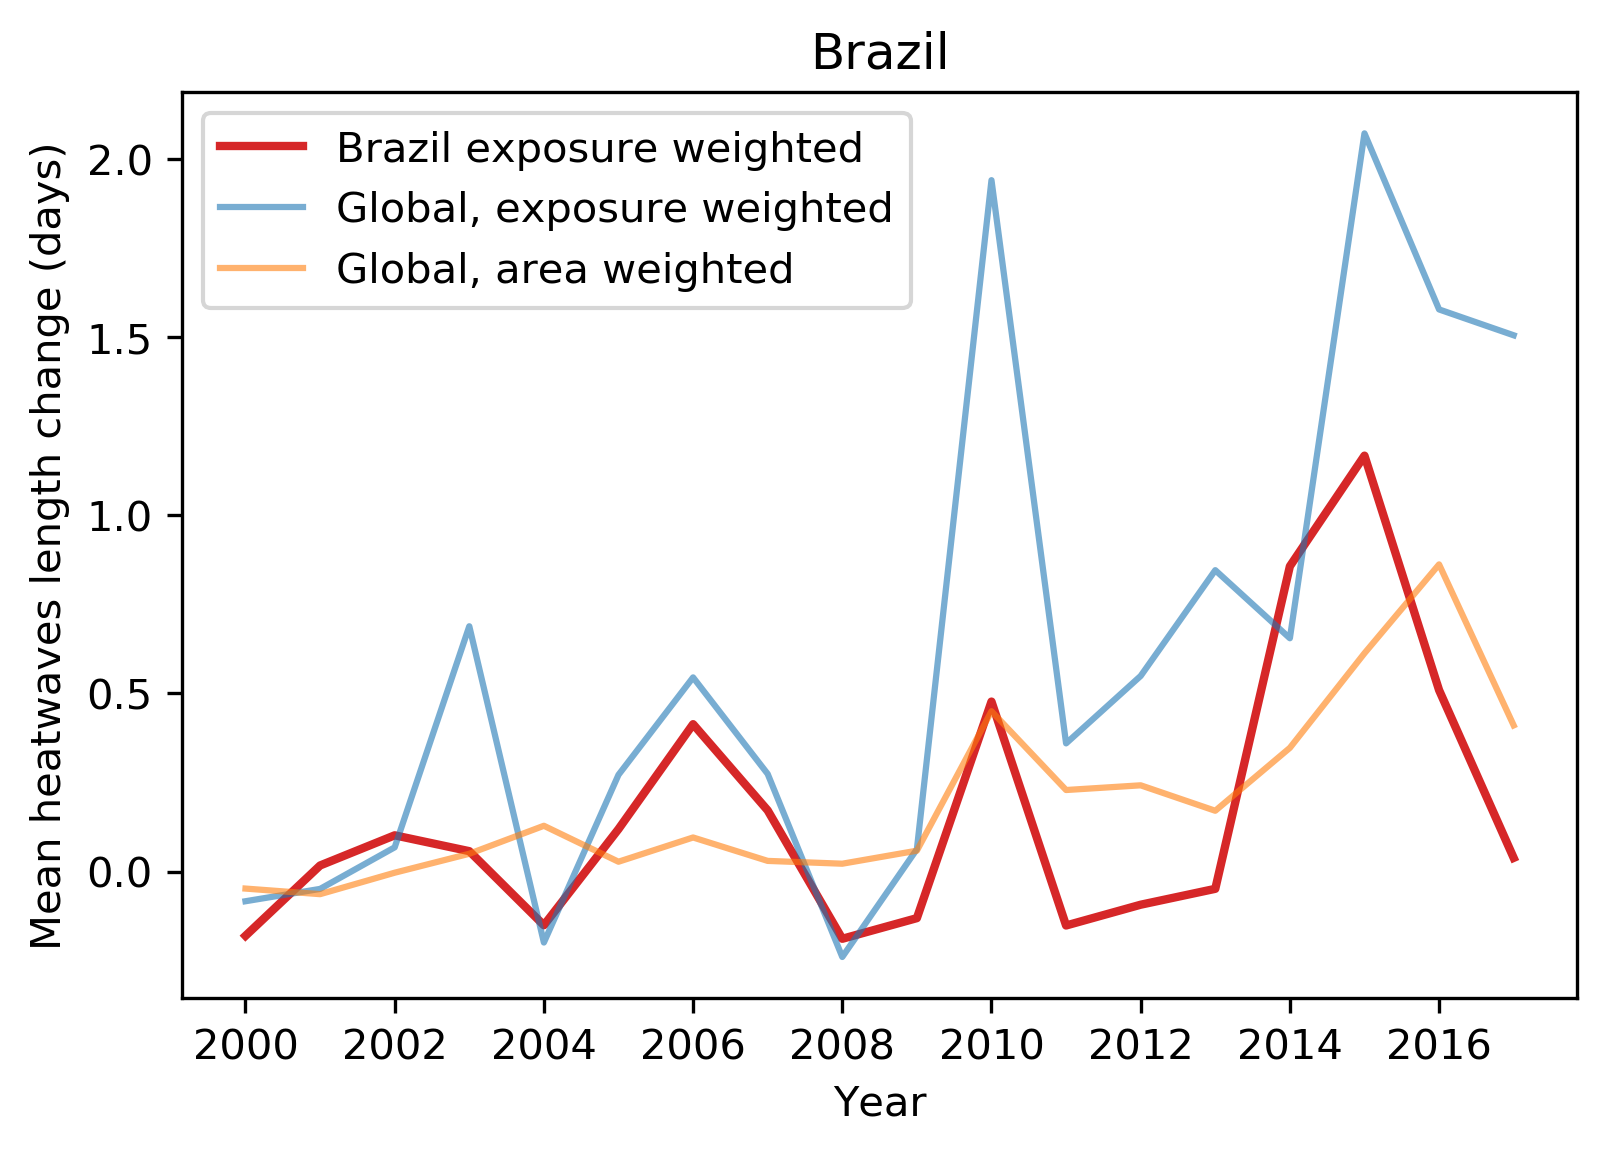 Brazil
Brazil exposure weighted
Global, exposure weighted
Global, area weighted
Mean heatwaves length change (days)
2.0
1.5
1.0
0.5
0.0
2000 2002 2004 2006 2008 2010 2012 2014 2016
Year